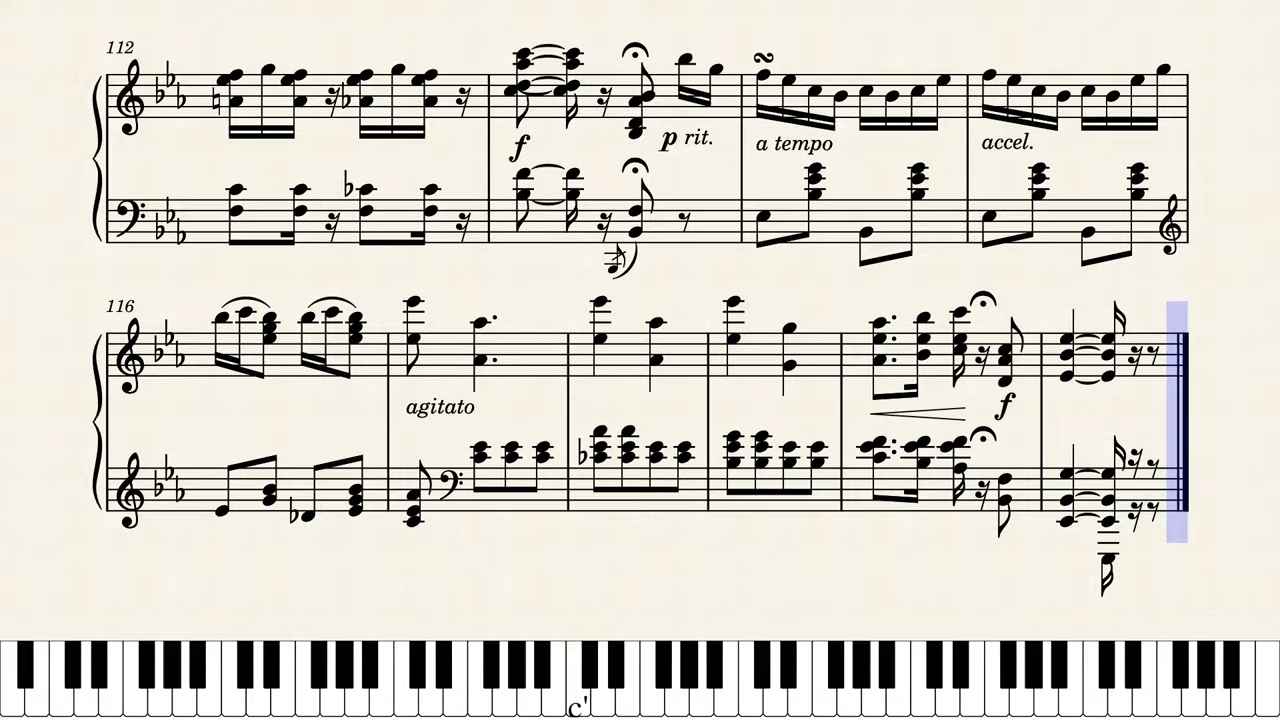 112
f
p rit.
a tempo
accel.
116
agitato
f
c'